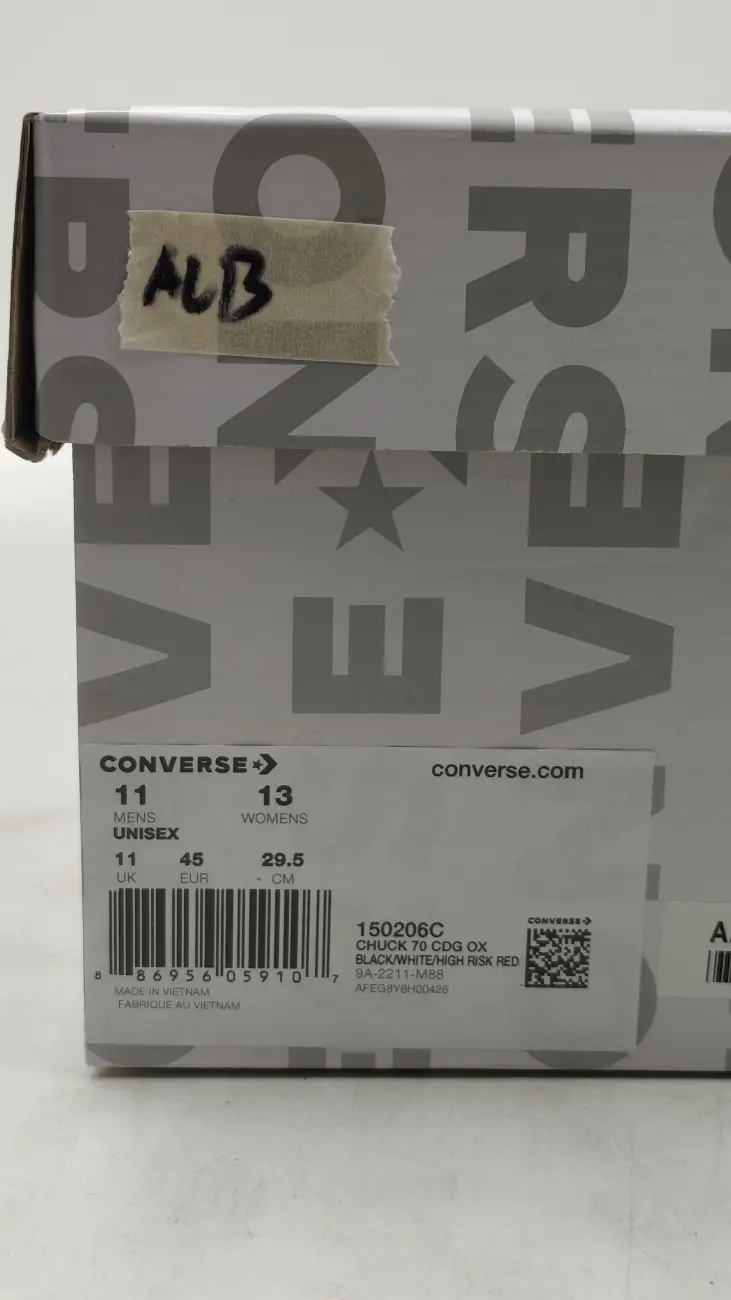 ALB
CONVERSE
converse.com
11 13
MENS WOMENS
UNISEX
11 45 29.5
UK EUR CM
8 86956 05910 7
MADE IN VIETNAM
FABRIQUE AU VIETNAM
150206C
CHUCK 70 CDG OX
BLACK/WHITE/HIGH RISK RED
9A-2211-M88
AFEG8Y8H00426
CONVERSE